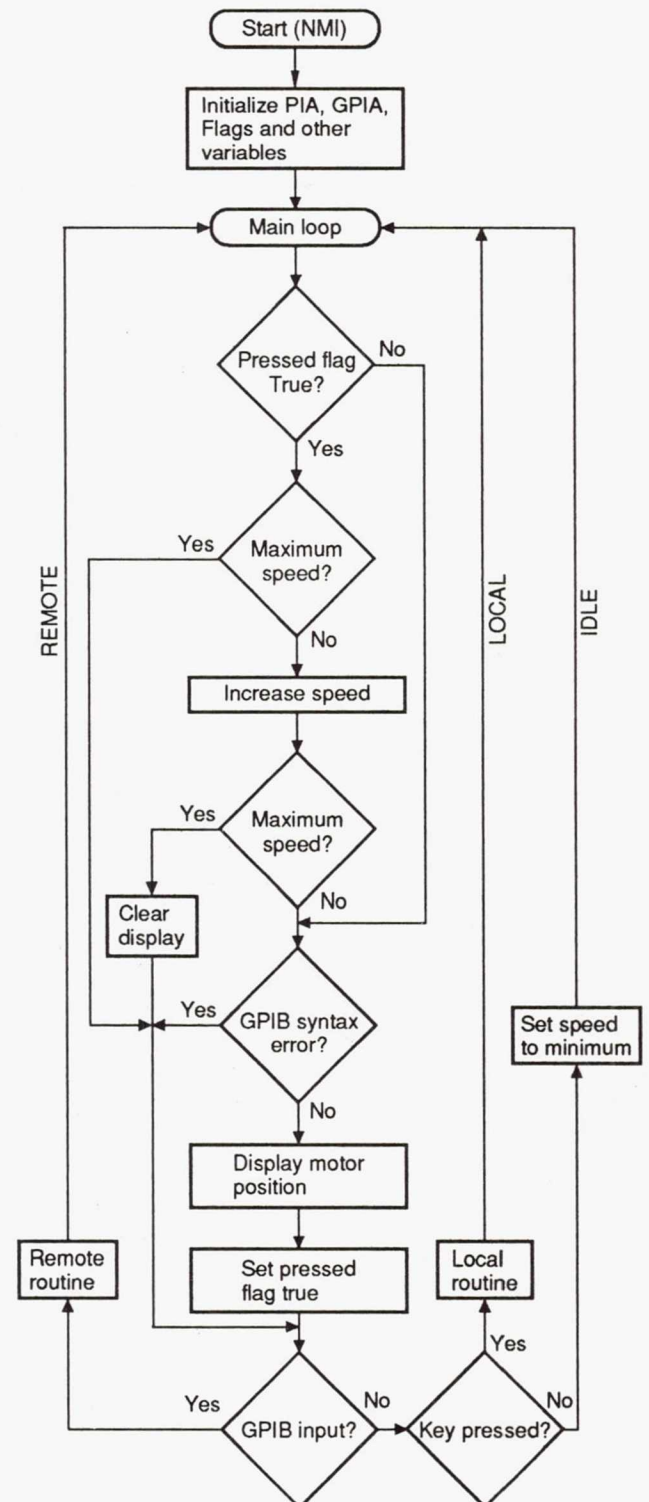 Start (NMI)
Initialize PIA, GPIA,
Flags and other
variables
Main loop
Pressed flag
True?
No
Yes
Maximum
speed?
Yes
No
REMOTE
LOCAL
IDLE
Increase speed
Maximum
speed?
Yes
No
Clear
display
GPIB syntax
error?
Yes
No
Set speed
to minimum
Display motor
position
Set pressed
flag true
Remote
routine
Local
routine
GPIB input?
Yes
No
Key pressed?
Yes
No